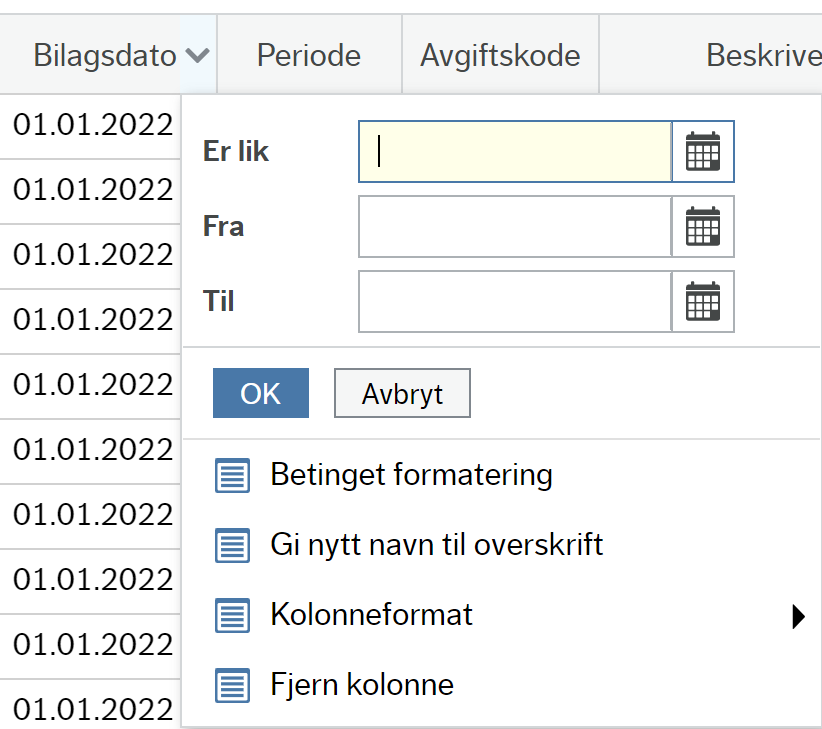 Bilagsdato Periode Avgiftskode Beskrive
01.01.2022
Er lik
01.01.2022
Fra
01.01.2022
Til
01.01.2022
01.01.2022
OK Avbryt
01.01.2022
Betinget formatering
01.01.2022
Gi nytt navn til overskrift
01.01.2022
Kolonneformat
01.01.2022
Fjern kolonne
01.01.2022